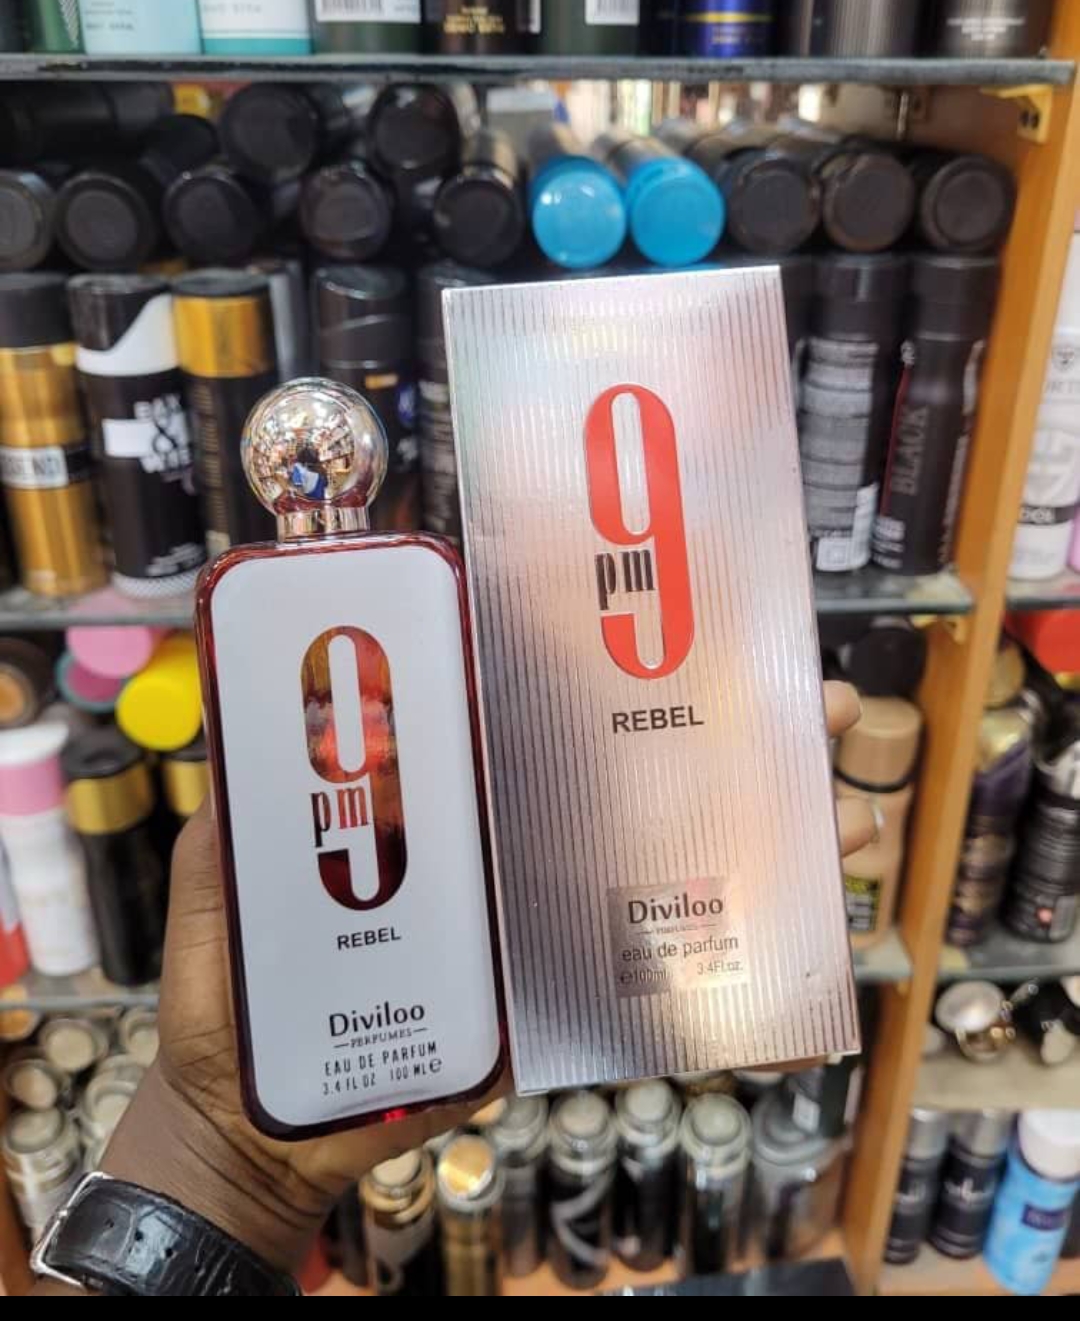 9
pm
REBEL
Diviloo
PERFUMES
EAU DE PARFUM
3.4 FL OZ 100 ML℮
9
pm
REBEL
Diviloo
PERFUMES
eau de parfum
℮100ml 3.4Fl.oz.
BLACK